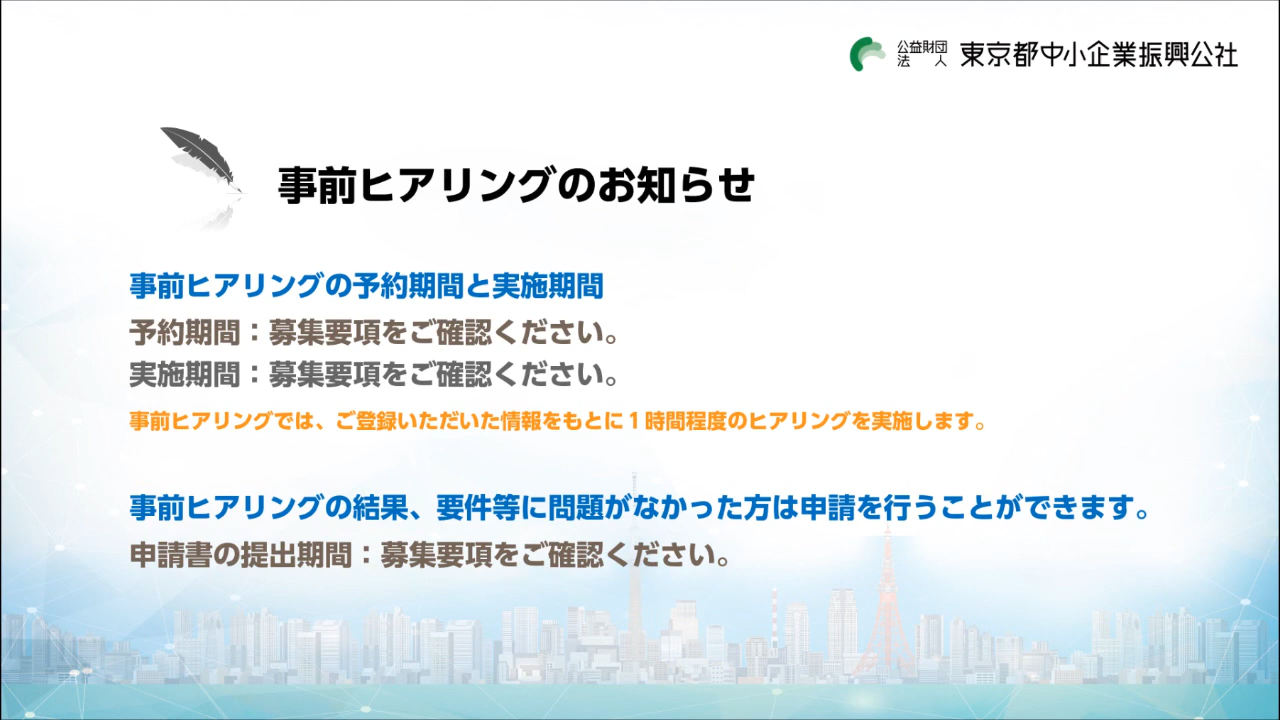 公益財団
法 人
東京都中小企業振興公社
事前ヒアリングのお知らせ
事前ヒアリングの予約期間と実施期間
予約期間：募集要項をご確認ください。
実施期間：募集要項をご確認ください。
事前ヒアリングでは、ご登録いただいた情報をもとに１時間程度のヒアリングを実施します。
事前ヒアリングの結果、要件等に問題がなかった方は申請を行うことができます。
申請書の提出期間：募集要項をご確認ください。